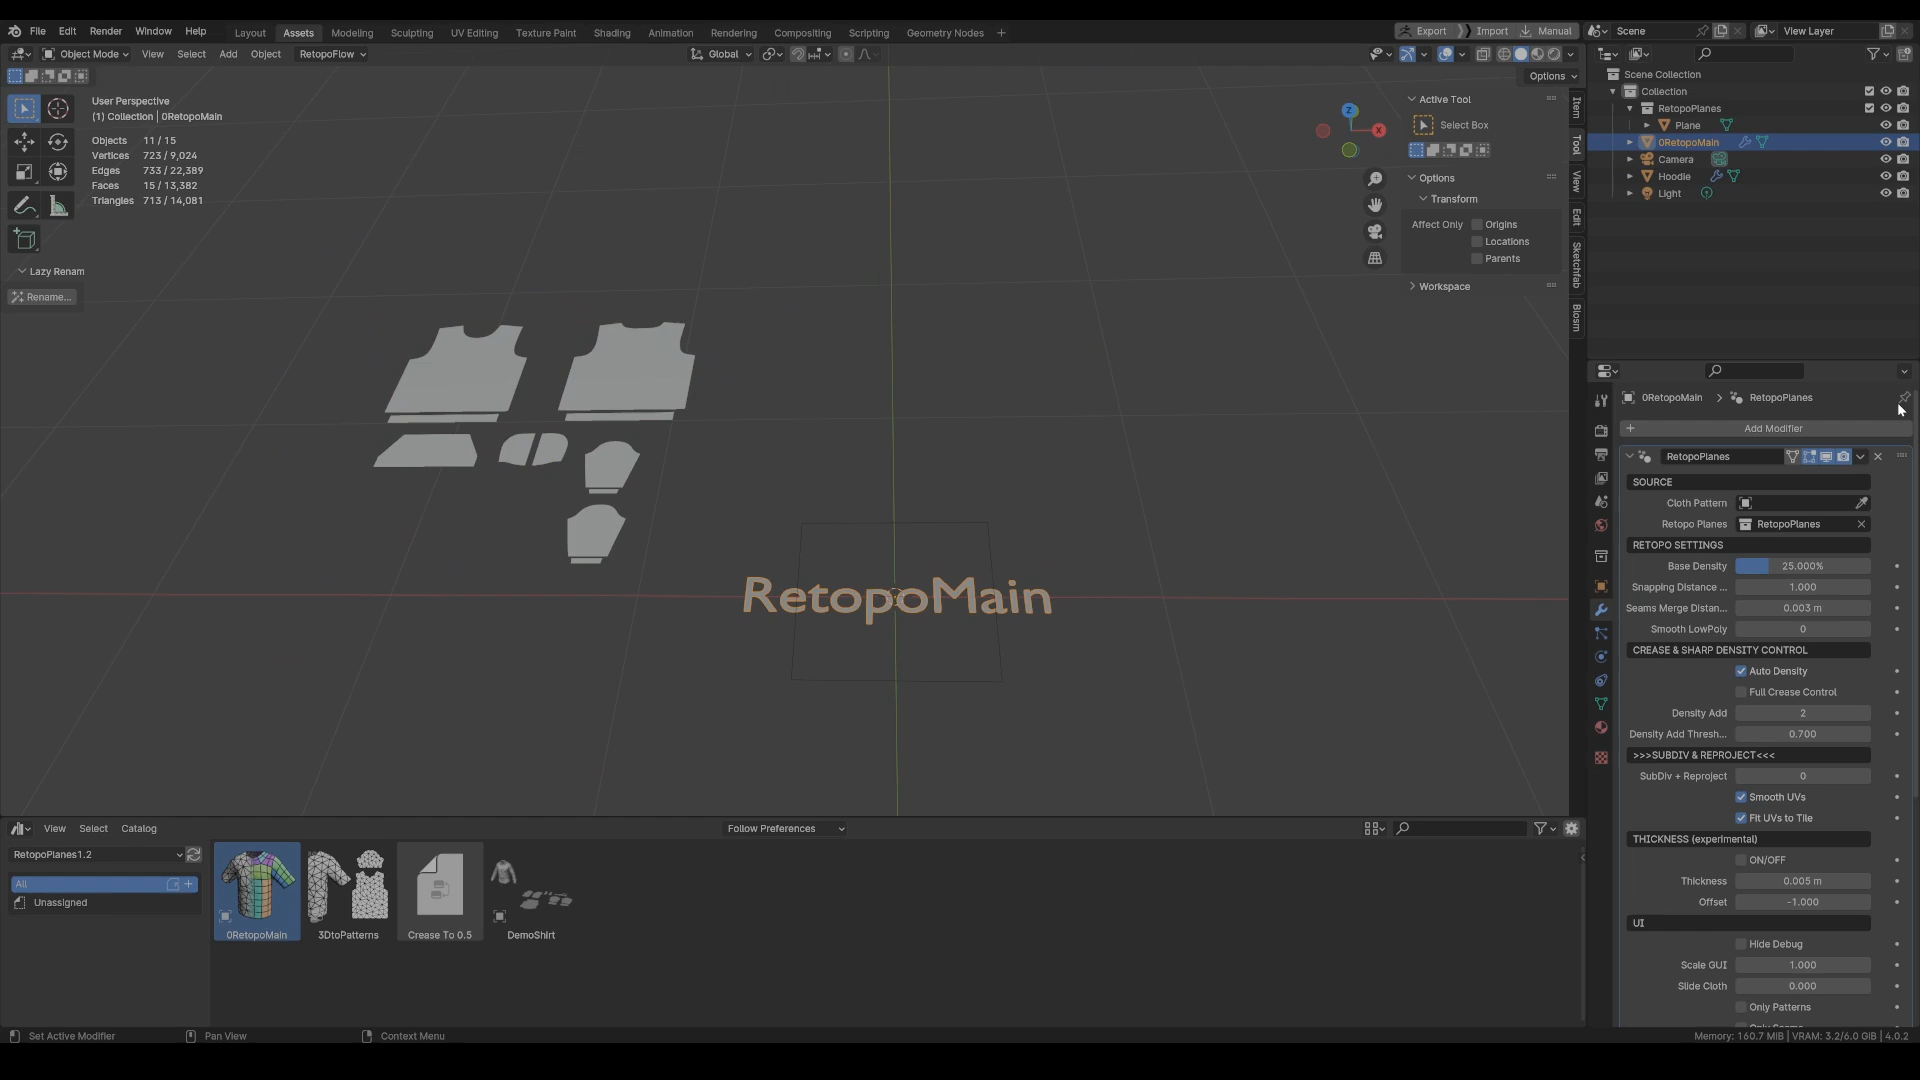 File Edit Render Window Help Layout Assets Modeling Sculpting UV Editing Texture Paint Shading Animation Rendering Compositing Scripting Geometry Nodes + Export Import Manual Scene View Layer
Object Mode View Select Add Object RetopoFlow Global
Options
User Perspective
(1) Collection | 0RetopoMain
Objects 11 / 15
Vertices 723 / 9,024
Edges 733 / 22,389
Faces 15 / 13,382
Triangles 713 / 14,081
Lazy Renam
Rename...
RetopoMain
Z
X
Active Tool
Select Box
Options
Transform
Affect Only Origins
Locations
Parents
Workspace
Item
Tool
View
Edit
Sketchfab
Blosm
Scene Collection
Collection
RetopoPlanes
Plane
0RetopoMain
Camera
Hoodie
Light
0RetopoMain > RetopoPlanes
+ Add Modifier
RetopoPlanes
SOURCE
Cloth Pattern
Retopo Planes RetopoPlanes
RETOPO SETTINGS
Base Density 25.000%
Snapping Distance ... 1.000
Seams Merge Distan... 0.003 m
Smooth LowPoly 0
CREASE & SHARP DENSITY CONTROL
Auto Density
Full Crease Control
Density Add 2
Density Add Thresh... 0.700
>>>SUBDIV & REPROJECT<<<
SubDiv + Reproject 0
Smooth UVs
Fit UVs to Tile
THICKNESS (experimental)
ON/OFF
Thickness 0.005 m
Offset -1.000
UI
Hide Debug
Scale GUI 1.000
Slide Cloth 0.000
Only Patterns
Only Seams
View Select Catalog Follow Preferences
RetopoPlanes1.2
All
Unassigned
0RetopoMain 3DtoPatterns Crease To 0.5 DemoShirt
Set Active Modifier Pan View Context Menu Memory: 160.7 MiB | VRAM: 3.2/6.0 GiB | 4.0.2